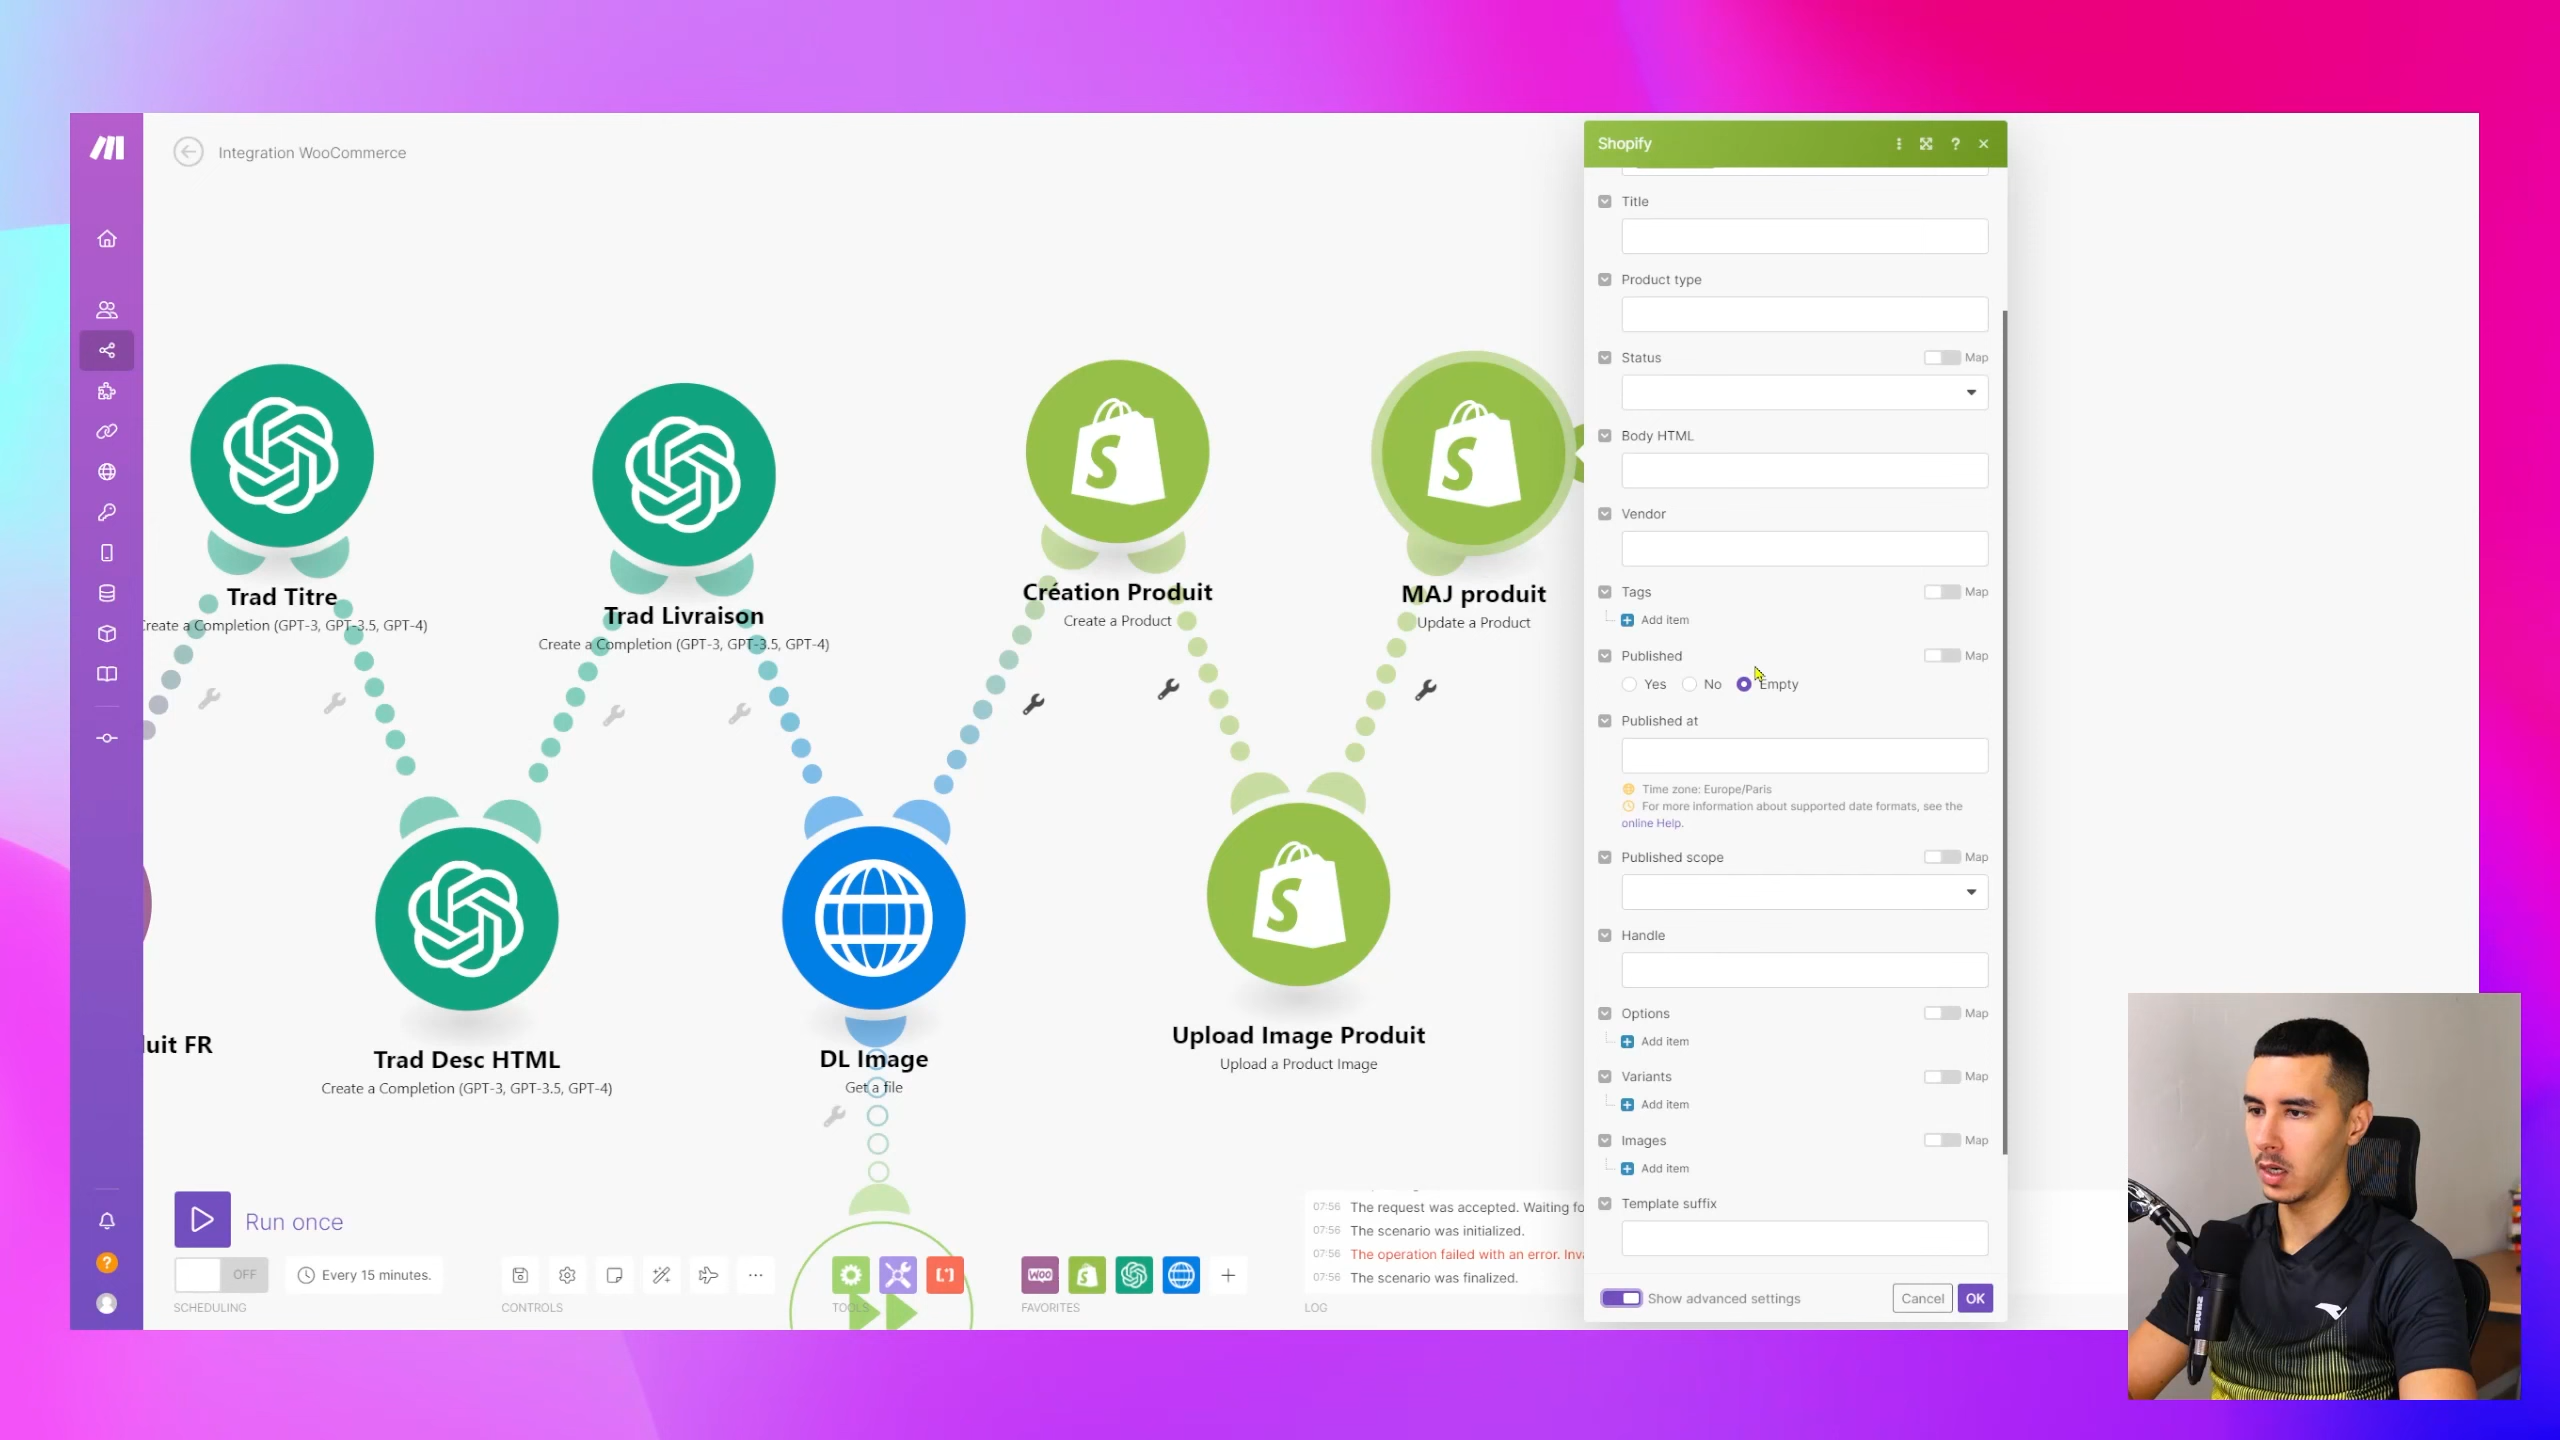 Integration WooCommerce
Trad Titre
Create a Completion (GPT-3, GPT-3.5, GPT-4)
Trad Livraison
Create a Completion (GPT-3, GPT-3.5, GPT-4)
Création Produit
Create a Product
MAJ produit
Update a Product
uit FR
Trad Desc HTML
Create a Completion (GPT-3, GPT-3.5, GPT-4)
DL Image
Get a file
Upload Image Produit
Upload a Product Image
Run once
OFF
Every 15 minutes.
SCHEDULING
CONTROLS
TOOLS
WOO
FAVORITES
07:56 The request was accepted. Waiting fo
07:56 The scenario was initialized.
07:56 The operation failed with an error. Inv
07:56 The scenario was finalized.
LOG
Shopify
Title
Product type
Status
Map
Body HTML
Vendor
Tags
Map
Add item
Published
Map
Yes
No
Empty
Published at
Time zone: Europe/Paris
For more information about supported date formats, see the
online Help.
Published scope
Map
Handle
Options
Map
Add item
Variants
Map
Add item
Images
Map
Add item
Template suffix
Show advanced settings
Cancel
OK